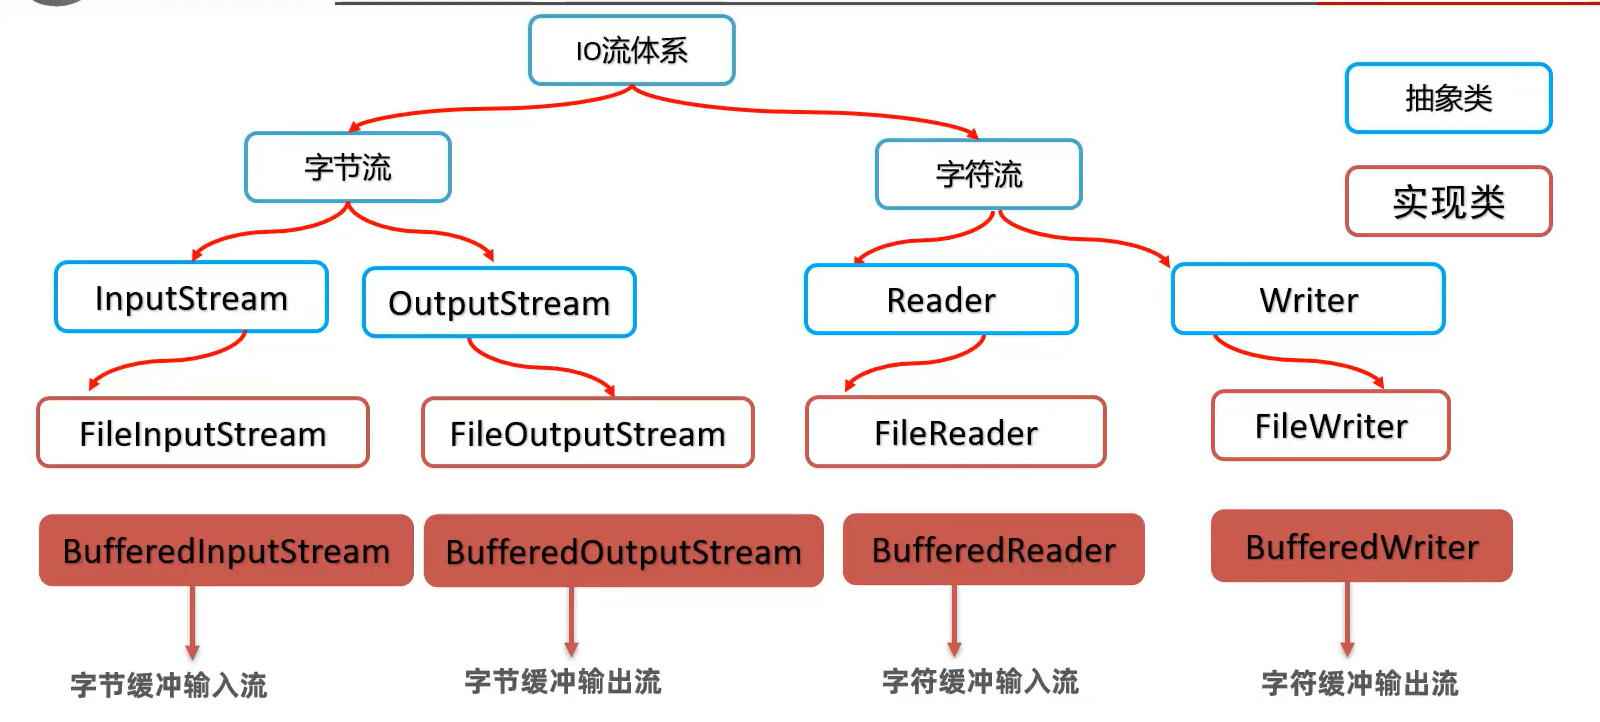 IO流体系
抽象类
字节流
字符流
实现类
InputStream
OutputStream
Reader
Writer
FileInputStream
FileOutputStream
FileReader
FileWriter
BufferedInputStream
BufferedOutputStream
BufferedReader
BufferedWriter
字节缓冲输入流
字节缓冲输出流
字符缓冲输入流
字符缓冲输出流